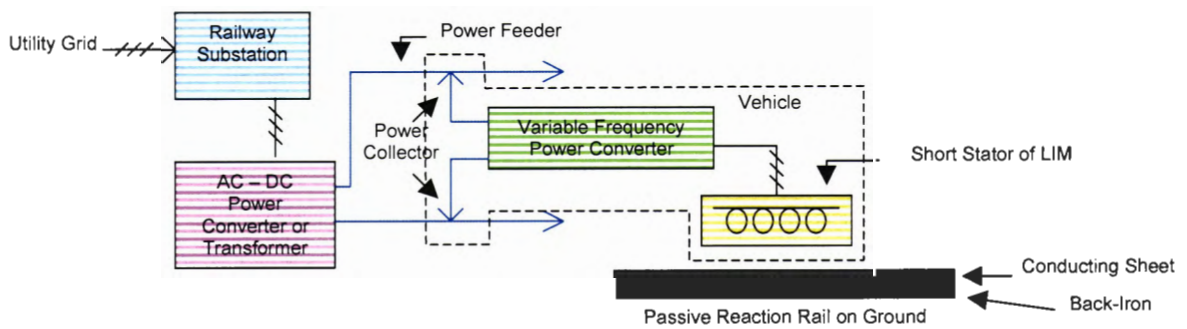 Power Feeder
Utility Grid
Railway
Substation
Vehicle
Power
Collector
Variable Frequency
Power Converter
Short Stator of LIM
AC – DC
Power
Converter or
Transformer
Conducting Sheet
Back-Iron
Passive Reaction Rail on Ground